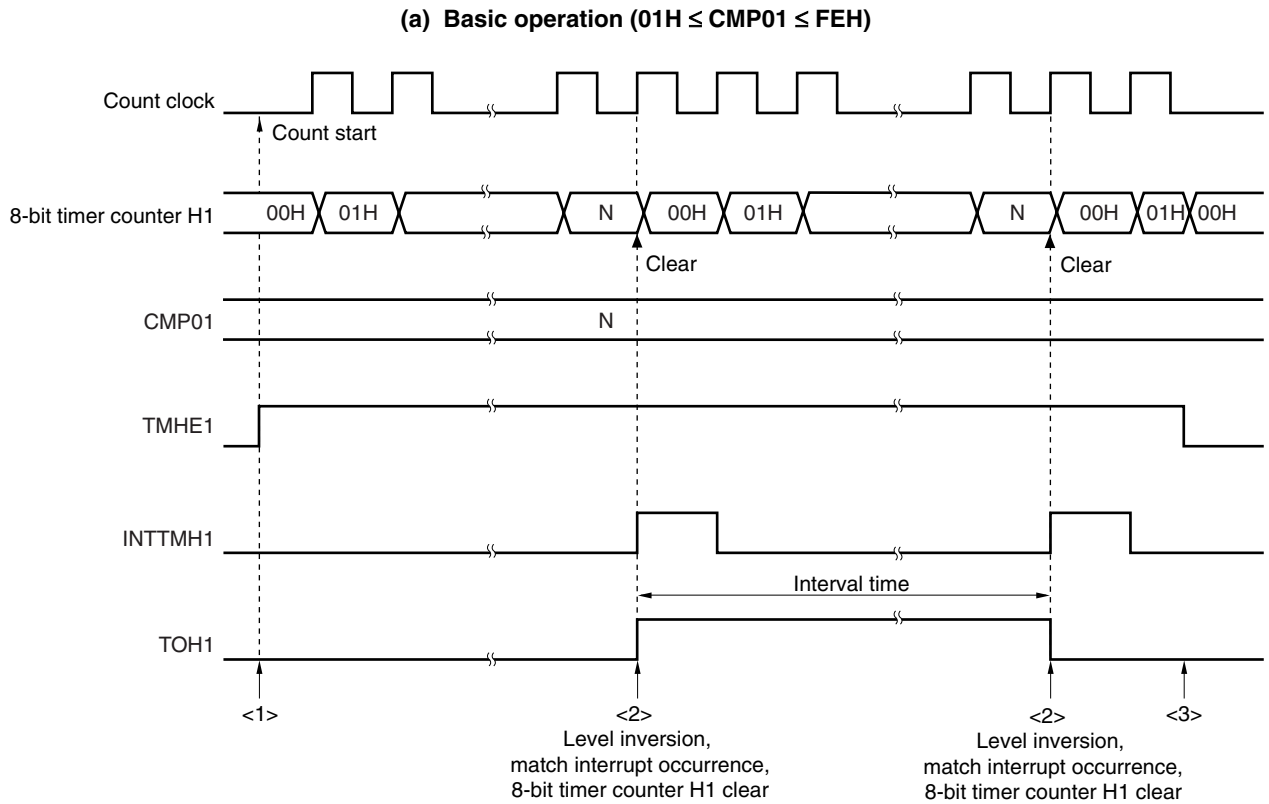 (a) Basic operation (01H ≤ CMP01 ≤ FEH)
Count clock
Count start
8-bit timer counter H1
00H 01H N 00H 01H N 00H 01H 00H
Clear Clear
CMP01 N
TMHE1
INTTMH1
Interval time
TOH1
<1> <2> <2> <3>
Level inversion,
match interrupt occurrence,
8-bit timer counter H1 clear
Level inversion,
match interrupt occurrence,
8-bit timer counter H1 clear